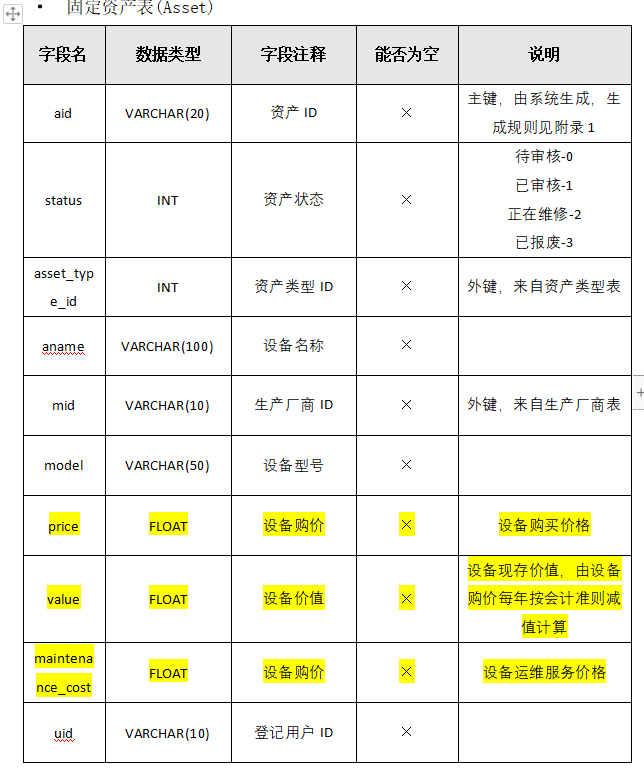 • 固定资产表(Asset)
字段名 数据类型 字段注释 能否为空 说明
aid VARCHAR(20) 资产 ID × 主键，由系统生成，生
成规则见附录 1
status INT 资产状态 × 待审核-0
已审核-1
正在维修-2
已报废-3
asset_typ
e_id INT 资产类型 ID × 外键，来自资产类型表
aname VARCHAR(100) 设备名称 ×
mid VARCHAR(10) 生产厂商 ID × 外键，来自生产厂商表
model VARCHAR(50) 设备型号 ×
price FLOAT 设备购价 × 设备购买价格
value FLOAT 设备价值 × 设备现存价值，由设备
购价每年按会计准则减
值计算
maintena
nce_cost FLOAT 设备购价 × 设备运维服务价格
uid VARCHAR(10) 登记用户 ID ×